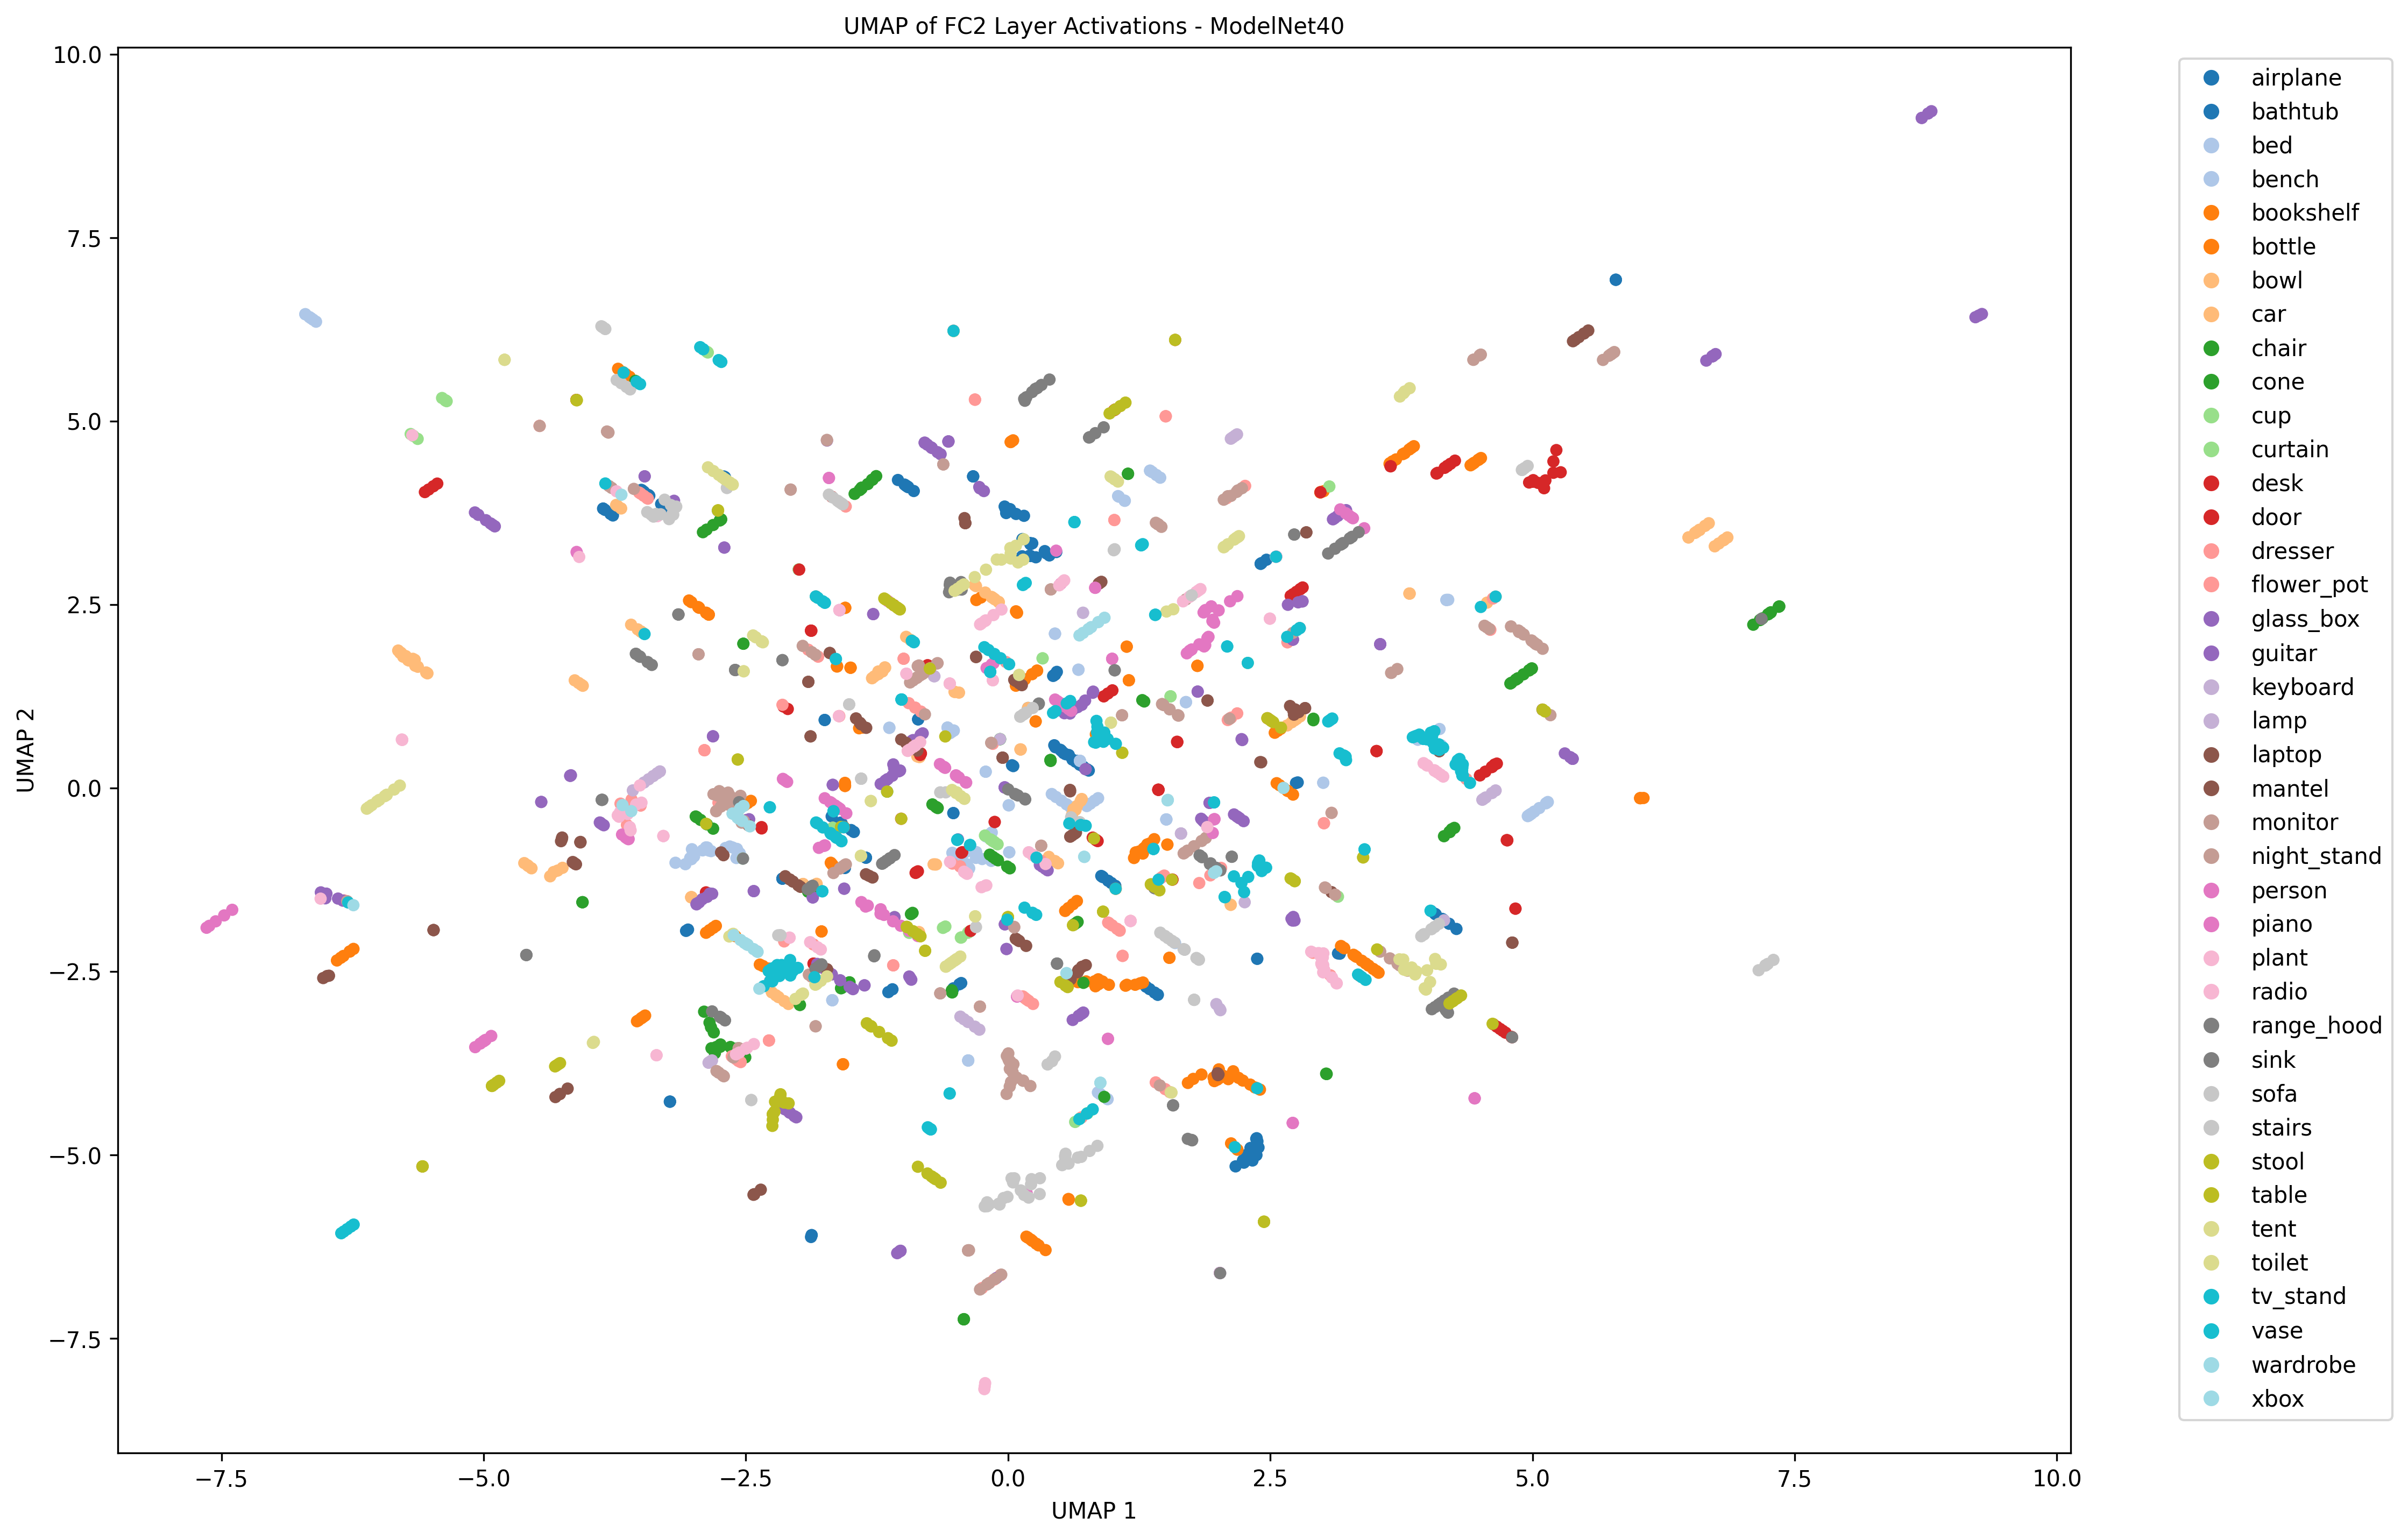 UMAP of FC2 Layer Activations - ModelNet40
10.0
7.5
5.0
2.5
0.0
−2.5
−5.0
−7.5
UMAP 2
−7.5
−5.0
−2.5
0.0
2.5
5.0
7.5
10.0
UMAP 1
airplane
bathtub
bed
bench
bookshelf
bottle
bowl
car
chair
cone
cup
curtain
desk
door
dresser
flower_pot
glass_box
guitar
keyboard
lamp
laptop
mantel
monitor
night_stand
person
piano
plant
radio
range_hood
sink
sofa
stairs
stool
table
tent
toilet
tv_stand
vase
wardrobe
xbox